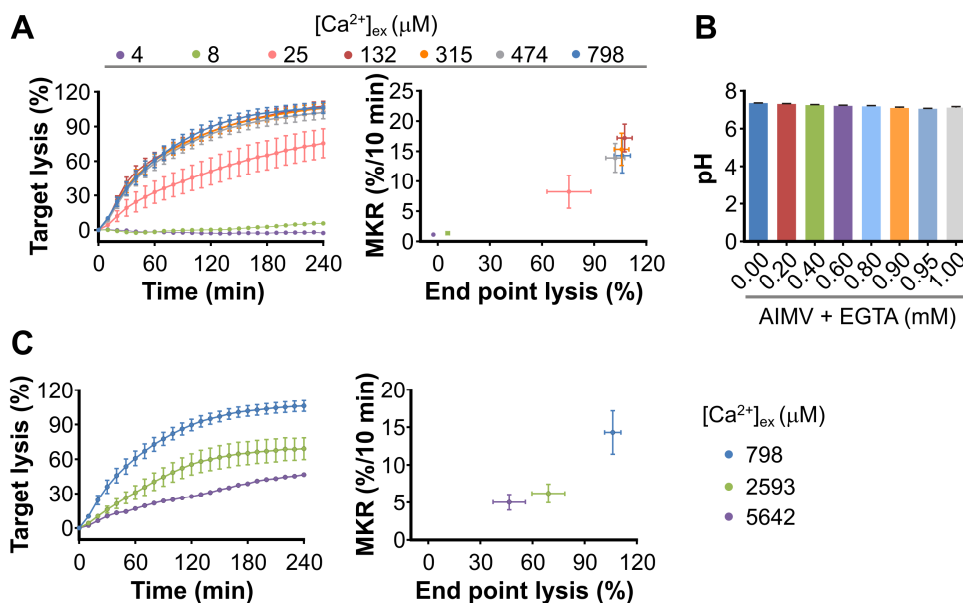 A
[Ca²⁺]ex (μM)
4 8 25 132 315 474 798
Target lysis (%)
120
90
60
30
0
0 60 120 180 240
Time (min)
MKR (%/10 min)
25
20
15
10
5
0
0 30 60 90 120
End point lysis (%)
B
pH
8
6
4
2
0
0.00 0.20 0.40 0.60 0.80 0.90 0.95 1.00
AIMV + EGTA (mM)
C
Target lysis (%)
120
90
60
30
0
0 60 120 180 240
Time (min)
MKR (%/10 min)
20
15
10
5
0
0 30 60 90 120
End point lysis (%)
[Ca²⁺]ex (μM)
798
2593
5642